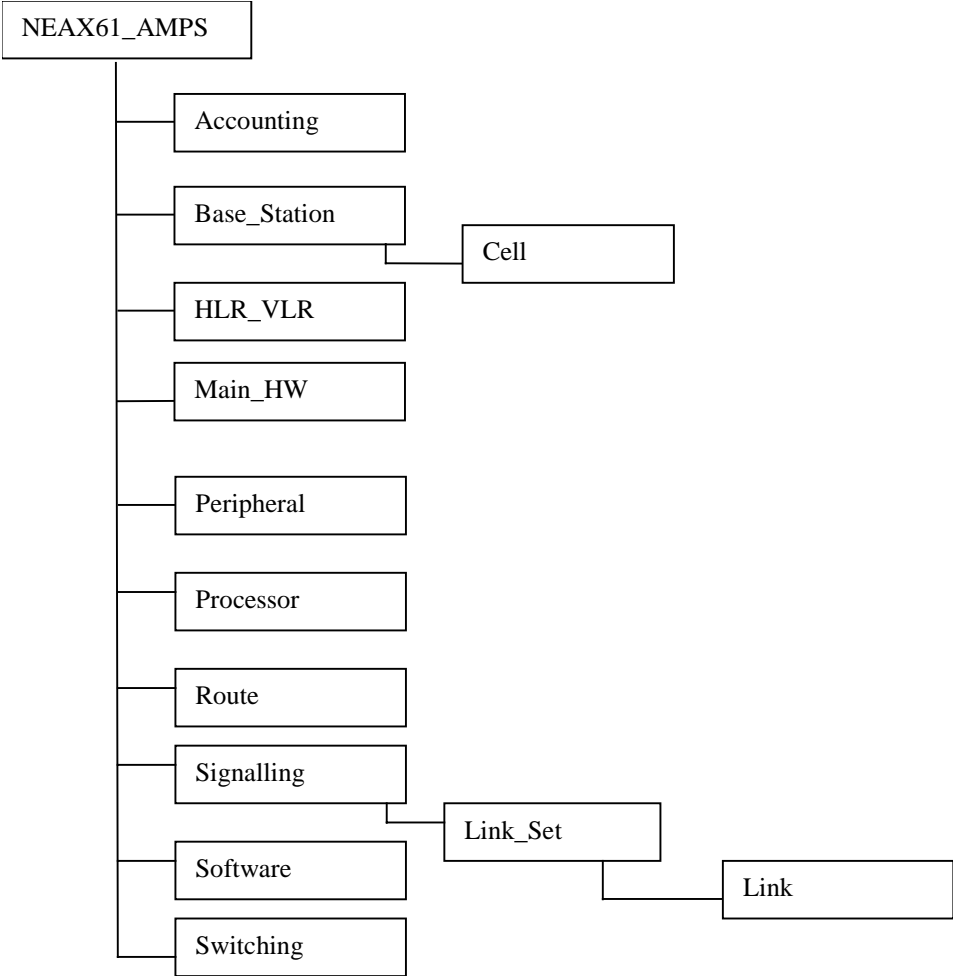 NEAX61_AMPS
Accounting
Base_Station
Cell
HLR_VLR
Main_HW
Peripheral
Processor
Route
Signalling
Link_Set
Software
Link
Switching